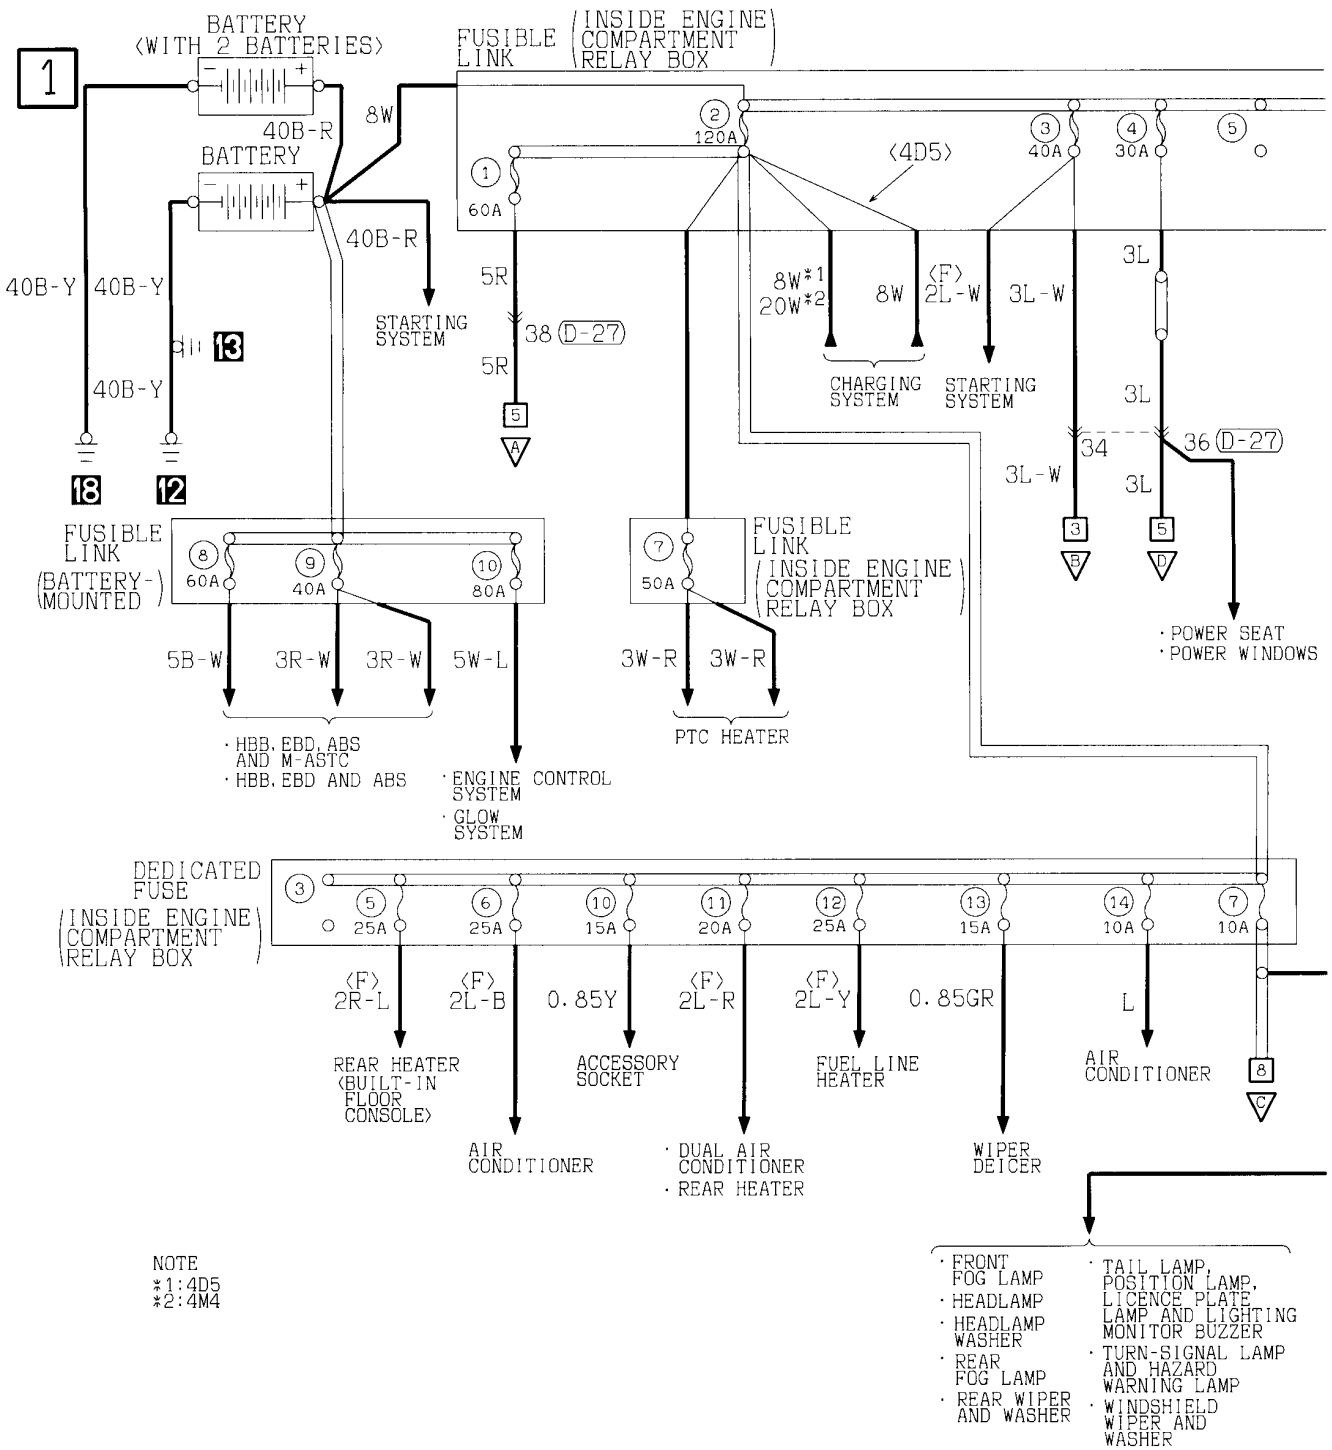 1
BATTERY
<WITH 2 BATTERIES>
−
+
40B-R
8W
BATTERY
−
+
40B-R
STARTING
SYSTEM
40B-Y
40B-Y
13
40B-Y
18
12
FUSIBLE
LINK
(INSIDE ENGINE
COMPARTMENT
RELAY BOX)
1
60A
2
120A
3
40A
4
30A
5
<4D5>
5R
38 (D-27)
5R
5
A
8W*1
20W*2
8W
CHARGING
SYSTEM
<F>
2L-W
STARTING
SYSTEM
3L-W
34
3L-W
3
B
3L
3L
36 (D-27)
3L
5
D
· POWER SEAT
· POWER WINDOWS
FUSIBLE
LINK
(BATTERY-
MOUNTED)
8
60A
9
40A
10
80A
5B-W
3R-W
3R-W
5W-L
· HBB, EBD, ABS
AND M-ASTC
· HBB, EBD AND ABS
· ENGINE CONTROL
SYSTEM
· GLOW
SYSTEM
7
50A
FUSIBLE
LINK
(INSIDE ENGINE
COMPARTMENT
RELAY BOX)
3W-R
3W-R
PTC HEATER
DEDICATED
FUSE
(INSIDE ENGINE
COMPARTMENT
RELAY BOX)
3
5
25A
6
25A
10
15A
11
20A
12
25A
13
15A
14
10A
7
10A
<F>
2R-L
<F>
2L-B
0.85Y
<F>
2L-R
<F>
2L-Y
0.85GR
L
REAR HEATER
<BUILT-IN
FLOOR
CONSOLE>
AIR
CONDITIONER
ACCESSORY
SOCKET
· DUAL AIR
CONDITIONER
· REAR HEATER
FUEL LINE
HEATER
WIPER
DEICER
AIR
CONDITIONER
8
C
NOTE
*1:4D5
*2:4M4
· FRONT
FOG LAMP
· HEADLAMP
· HEADLAMP
WASHER
· REAR
FOG LAMP
· REAR WIPER
AND WASHER
· TAIL LAMP,
POSITION LAMP,
LICENCE PLATE
LAMP AND LIGHTING
MONITOR BUZZER
· TURN-SIGNAL LAMP
AND HAZARD
WARNING LAMP
· WINDSHIELD
WIPER AND
WASHER